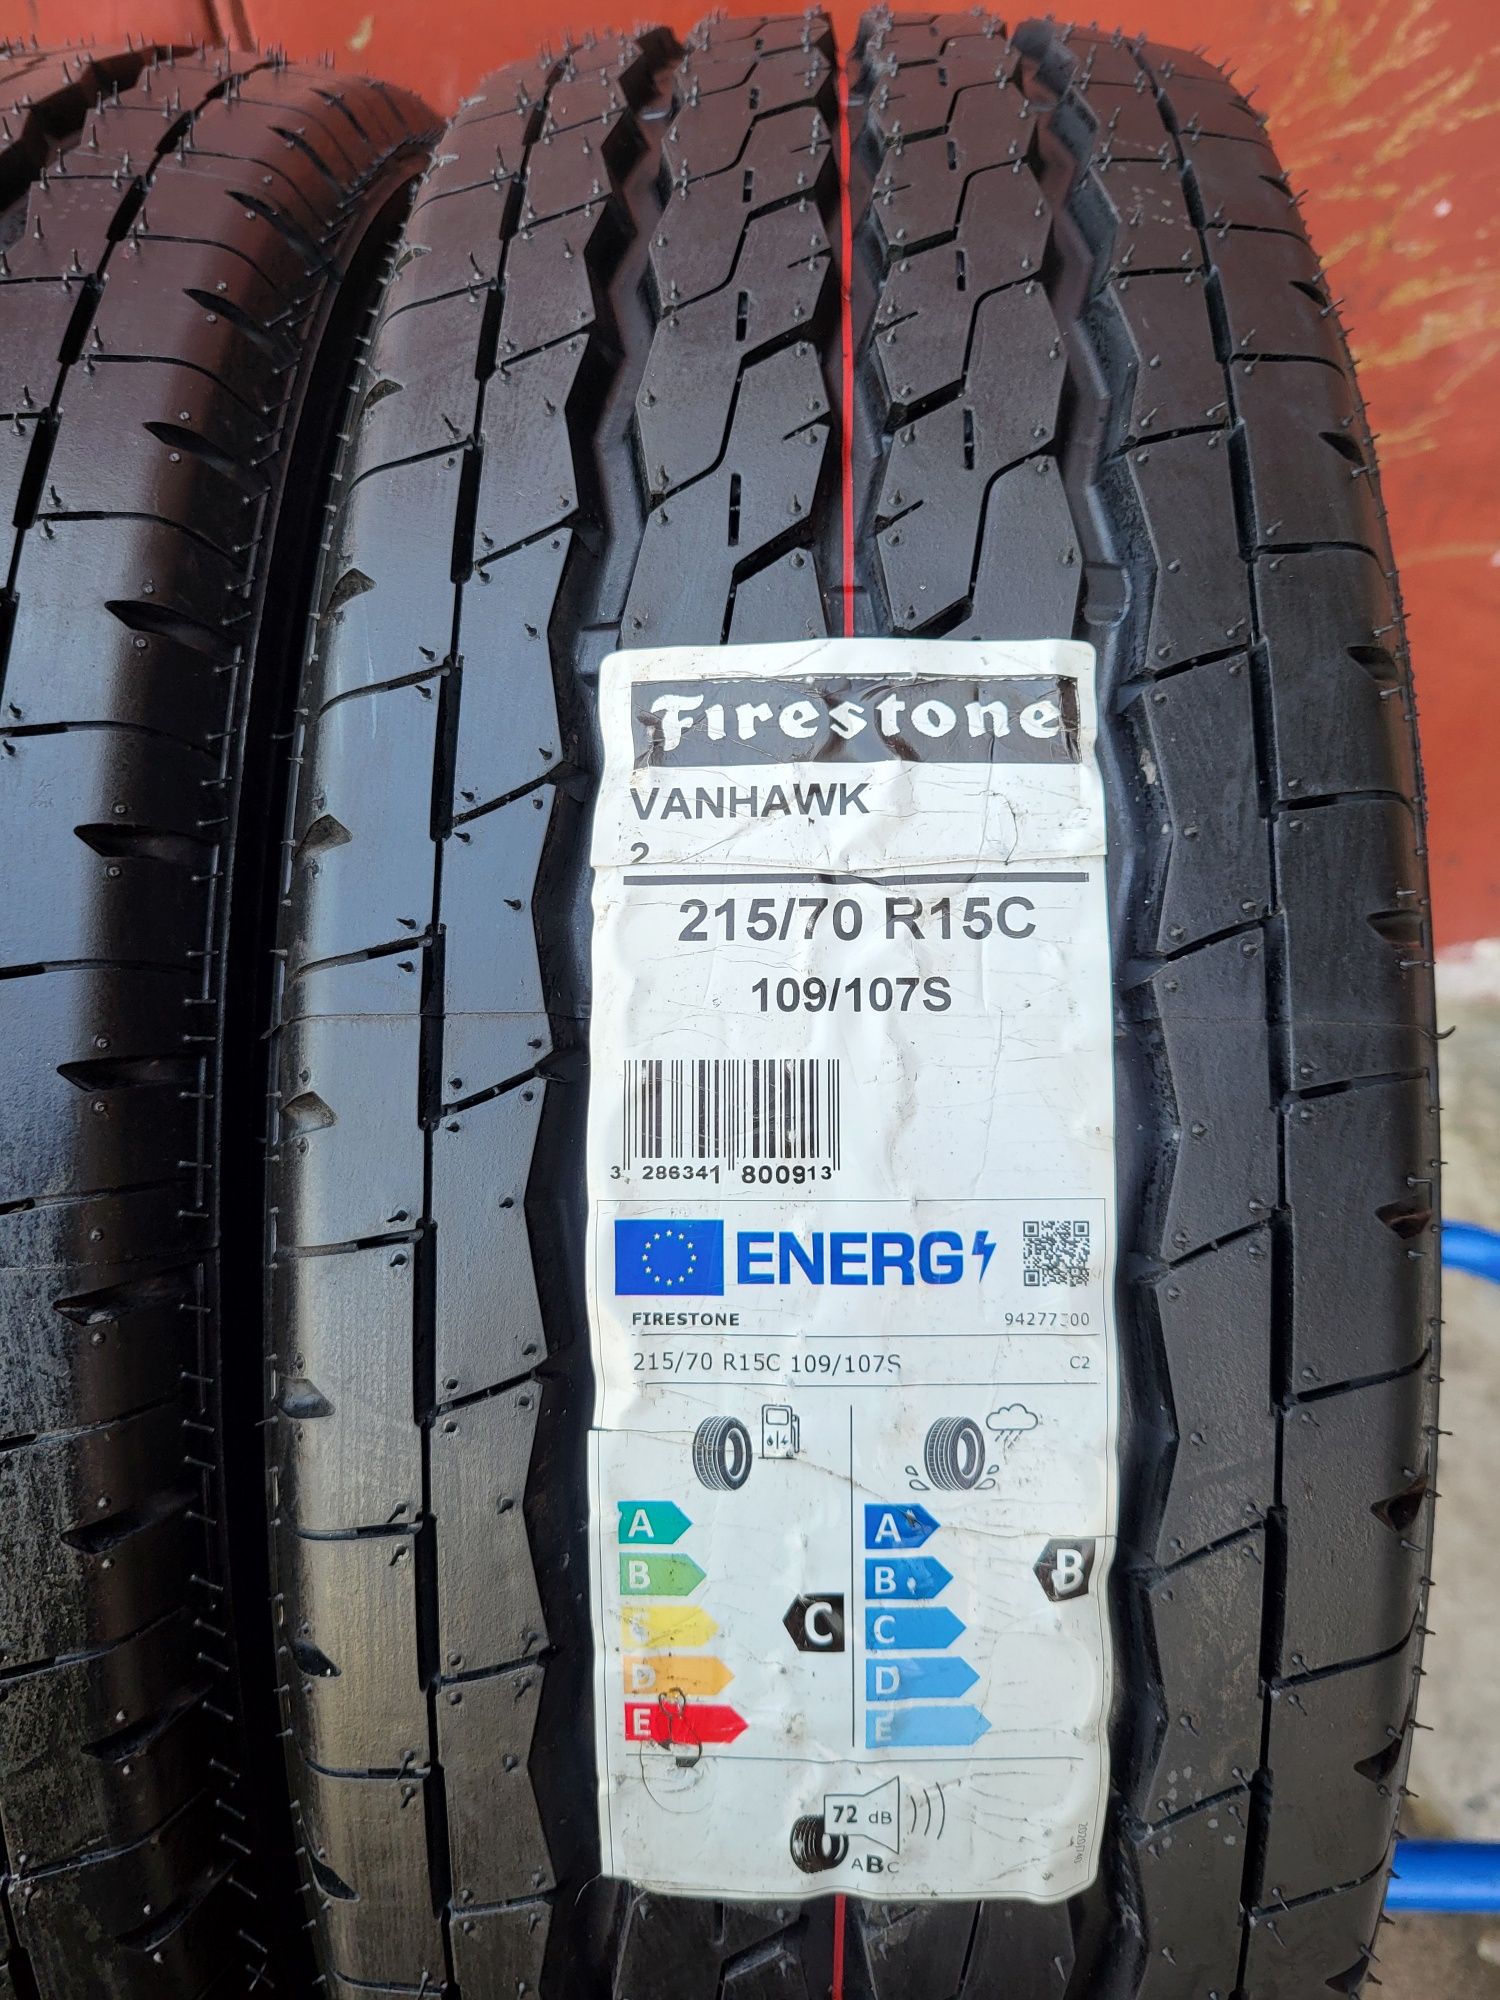 Firestone
VANHAWK
2
215/70 R15C
109/107S
3 286341 800913
ENERG
FIRESTONE
215/70 R15C 109/107S C2
A
B
D
E
C
A
B
C
D
E
B
72 dB
ABC